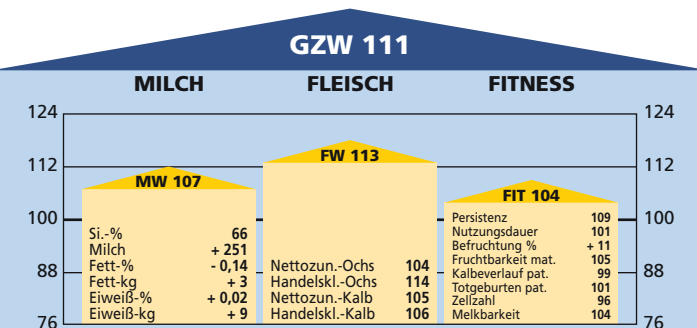 GZW 111
MILCH FLEISCH FITNESS
124 124
112 112
100 100
88 88
76 76
MW 107
Si.-% 66
Milch + 251
Fett-% - 0,14
Fett-kg + 3
Eiweiß-% + 0,02
Eiweiß-kg + 9
FW 113
Nettozun.-Ochs 104
Handelskl.-Ochs 114
Nettozun.-Kalb 105
Handelskl.-Kalb 106
FIT 104
Persistenz 109
Nutzungsdauer 101
Befruchtung % + 11
Fruchtbarkeit mat. 105
Kalbeverlauf pat. 99
Totgeburten pat. 101
Zellzahl 96
Melkbarkeit 104